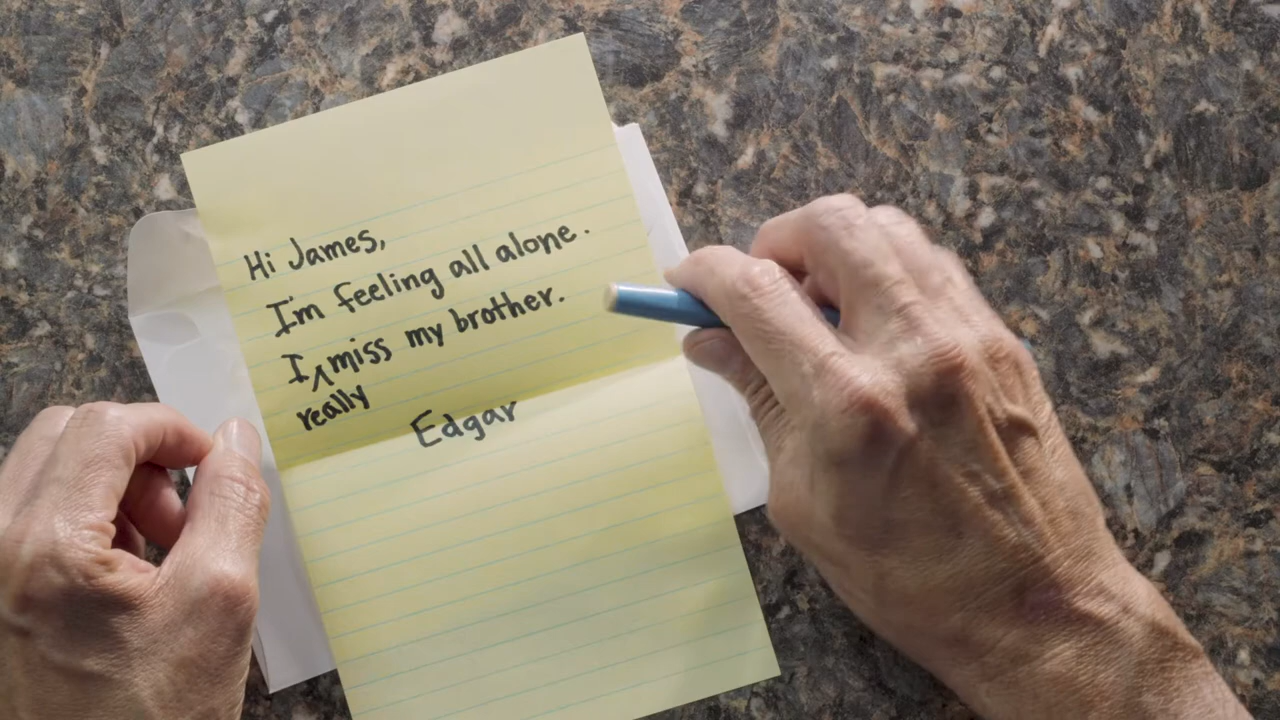 Hi James,
I'm feeling all alone.
I ^ miss my brother.
really
Edgar